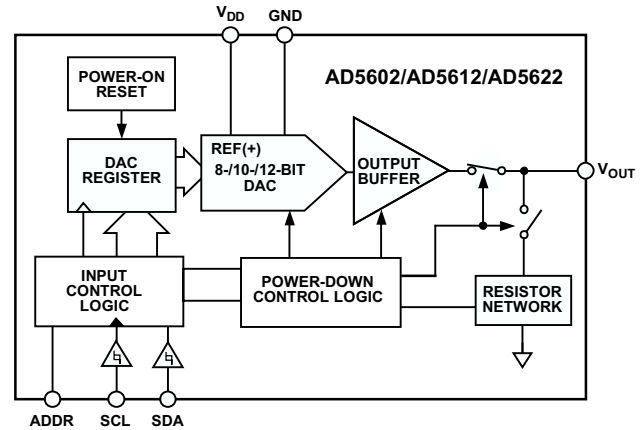 VDD GND
POWER-ON
RESET
AD5602/AD5612/AD5622
DAC
REGISTER
REF(+)
8-/10-/12-BIT
DAC
OUTPUT
BUFFER
VOUT
INPUT
CONTROL
LOGIC
POWER-DOWN
CONTROL LOGIC
RESISTOR
NETWORK
ADDR SCL SDA